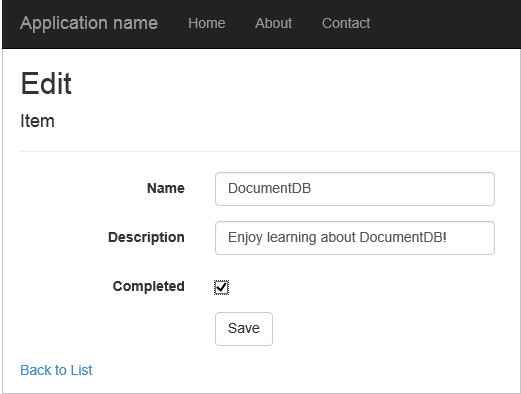 Application name Home About Contact
Edit
Item
Name DocumentDB
Description Enjoy learning about DocumentDB!
Completed
Save
Back to List